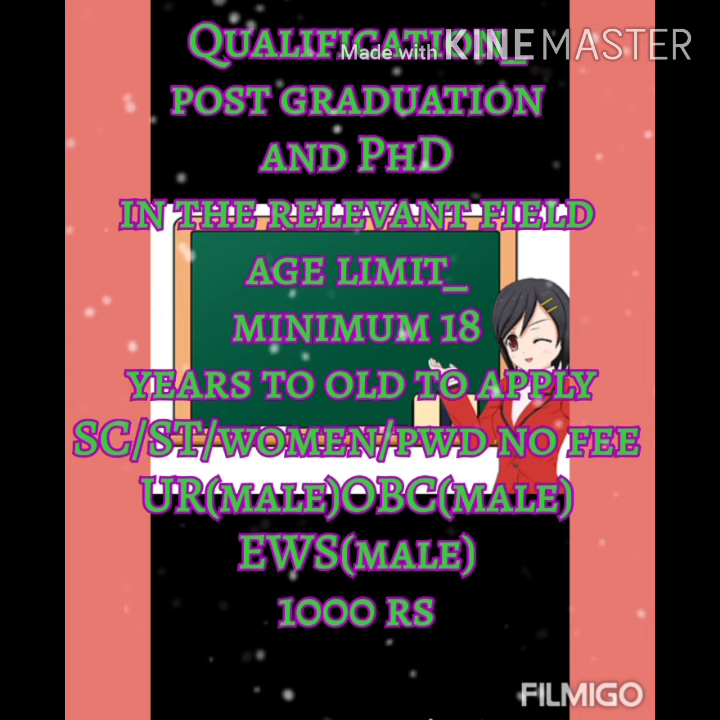 Qualification_
Made with KINEMASTER
post graduation
and PhD
in the relevant field
age limit_
minimum 18
years to old to apply
SC/ST/women/pwd no fee
UR(male)OBC(male)
EWS(male)
1000 rs
FILMIGO